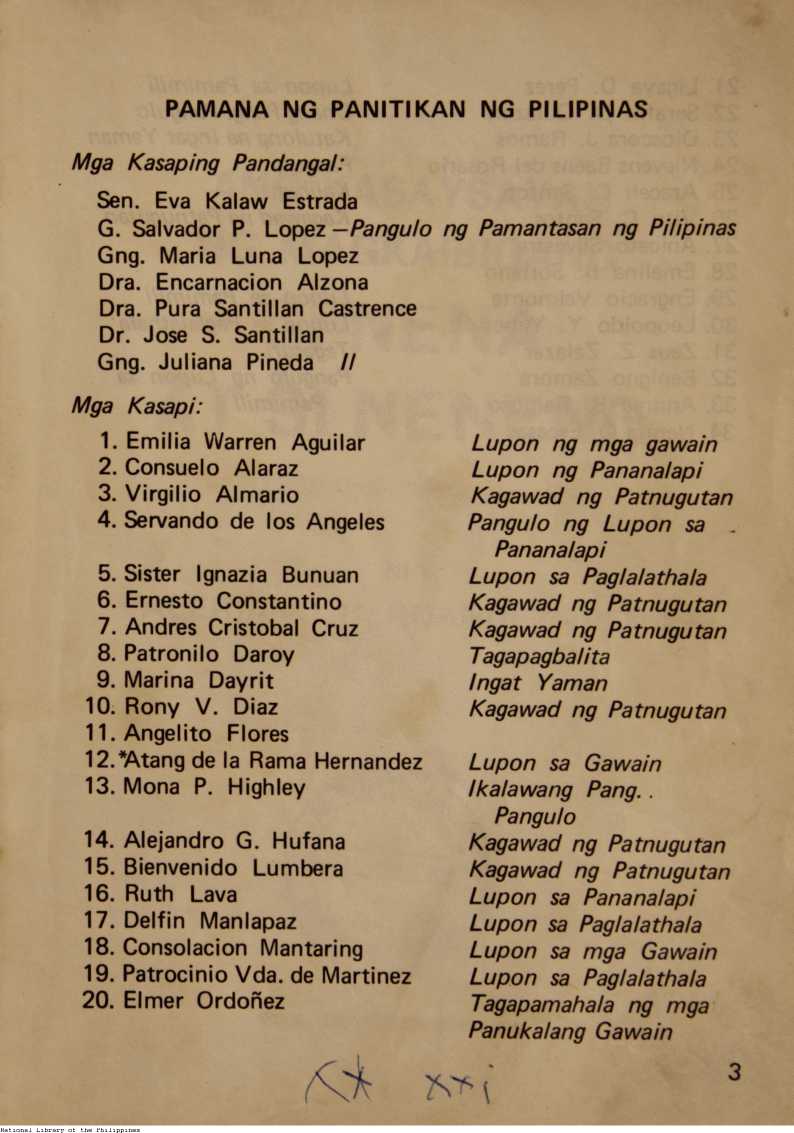 PAMANA NG PANITIKAN NG PILIPINAS
Mga Kasaping Pandangal:
Sen. Eva Kalaw Estrada
G. Salvador P. Lopez —Pangulo ng Pamantasan ng Pilipinas
Gng. Maria Luna Lopez
Dra. Encarnacion Alzona
Dra. Pura Santillan Castrence
Dr. Jose S. Santillan
Gng. Juliana Pineda //
Mga Kasapi:
1. Emilia Warren Aguilar Lupon ng mga gawain
2. Consuelo Alaraz Lupon ng Pananalapi
3. Virgilio Almario Kagawad ng Patnugutan
4. Servando de los Angeles Pangulo ng Lupon sa
Pananalapi
5. Sister Ignazia Bunuan Lupon sa Paglalathala
6. Ernesto Constantino Kagawad ng Patnugutan
7. Andres Cristobal Cruz Kagawad ng Patnugutan
8. Patronilo Daroy Tagapagbalita
9. Marina Dayrit Ingat Yaman
10. Rony V. Diaz Kagawad ng Patnugutan
11. Angelito Flores
12.*Atang de la Rama Hernandez Lupon sa Gawain
13. Mona P. Highley Ikalawang Pang. .
Pangulo
14. Alejandro G. Hufana Kagawad ng Patnugutan
15. Bienvenido Lumbera Kagawad ng Patnugutan
16. Ruth Lava Lupon sa Pananalapi
17. Delfin Manlapaz Lupon sa Paglalathala
18. Consolacion Mantaring Lupon sa mga Gawain
19. Patrocinio Vda. de Martinez Lupon sa Paglalathala
20. Elmer Ordoñez Tagapamahala ng mga
Panukalang Gawain
xxi
3
National Library of the Philippines